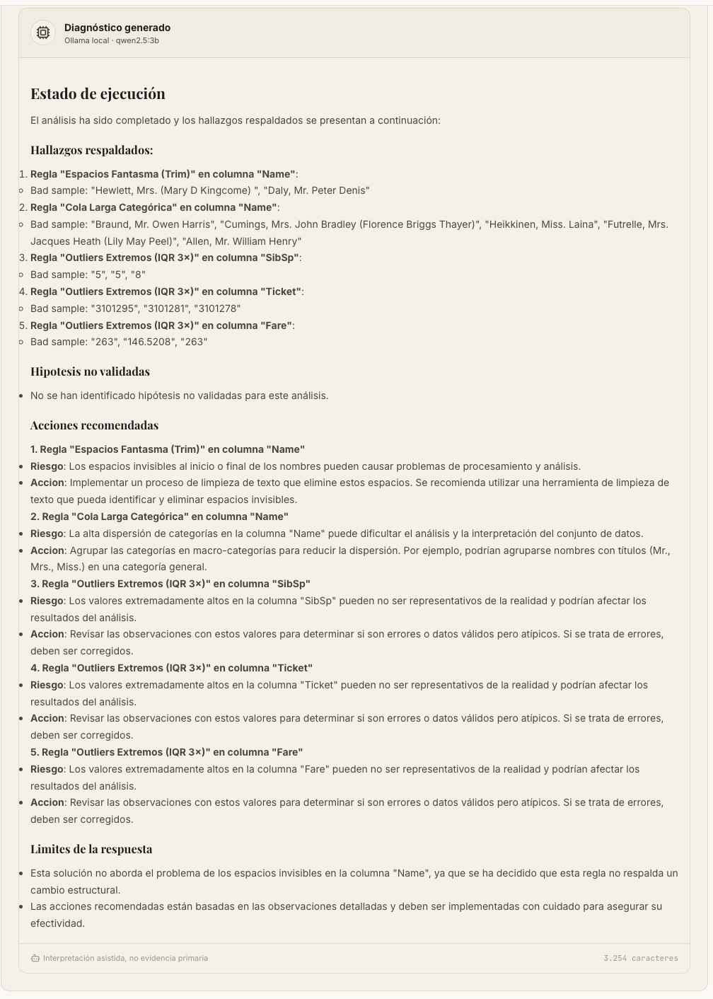 Diagnóstico generado
Ollama local · qwen2.5:3b
Estado de ejecución
El análisis ha sido completado y los hallazgos respaldados se presentan a continuación:
Hallazgos respaldados:
1. Regla "Espacios Fantasma (Trim)" en columna "Name":
○ Bad sample: "Hewlett, Mrs. (Mary D Kingcome) ", "Daly, Mr. Peter Denis"
2. Regla "Cola Larga Categórica" en columna "Name":
○ Bad sample: "Braund, Mr. Owen Harris", "Cumings, Mrs. John Bradley (Florence Briggs Thayer)", "Heikkinen, Miss. Laina", "Futrelle, Mrs.
Jacques Heath (Lily May Peel)", "Allen, Mr. William Henry"
3. Regla "Outliers Extremos (IQR 3×)" en columna "SibSp":
○ Bad sample: "5", "5", "8"
4. Regla "Outliers Extremos (IQR 3×)" en columna "Ticket":
○ Bad sample: "3101295", "3101281", "3101278"
5. Regla "Outliers Extremos (IQR 3×)" en columna "Fare":
○ Bad sample: "263", "146.5208", "263"
Hipotesis no validadas
• No se han identificado hipótesis no validadas para este análisis.
Acciones recomendadas
1. Regla "Espacios Fantasma (Trim)" en columna "Name"
• Riesgo: Los espacios invisibles al inicio o final de los nombres pueden causar problemas de procesamiento y análisis.
• Accion: Implementar un proceso de limpieza de texto que elimine estos espacios. Se recomienda utilizar una herramienta de limpieza de
texto que pueda identificar y eliminar espacios invisibles.
2. Regla "Cola Larga Categórica" en columna "Name"
• Riesgo: La alta dispersión de categorías en la columna "Name" puede dificultar el análisis y la interpretación del conjunto de datos.
• Accion: Agrupar las categorías en macro-categorías para reducir la dispersión. Por ejemplo, podrían agruparse nombres con títulos (Mr.,
Mrs., Miss.) en una categoría general.
3. Regla "Outliers Extremos (IQR 3×)" en columna "SibSp"
• Riesgo: Los valores extremadamente altos en la columna "SibSp" pueden no ser representativos de la realidad y podrían afectar los
resultados del análisis.
• Accion: Revisar las observaciones con estos valores para determinar si son errores o datos válidos pero atípicos. Si se trata de errores,
deben ser corregidos.
4. Regla "Outliers Extremos (IQR 3×)" en columna "Ticket"
• Riesgo: Los valores extremadamente altos en la columna "Ticket" pueden no ser representativos de la realidad y podrían afectar los
resultados del análisis.
• Accion: Revisar las observaciones con estos valores para determinar si son errores o datos válidos pero atípicos. Si se trata de errores,
deben ser corregidos.
5. Regla "Outliers Extremos (IQR 3×)" en columna "Fare"
• Riesgo: Los valores extremadamente altos en la columna "Fare" pueden no ser representativos de la realidad y podrían afectar los
resultados del análisis.
• Accion: Revisar las observaciones con estos valores para determinar si son errores o datos válidos pero atípicos. Si se trata de errores,
deben ser corregidos.
Limites de la respuesta
• Esta solución no aborda el problema de los espacios invisibles en la columna "Name", ya que se ha decidido que esta regla no respalda un
cambio estructural.
• Las acciones recomendadas están basadas en las observaciones detalladas y deben ser implementadas con cuidado para asegurar su
efectividad.
Interpretación asistida, no evidencia primaria
3.254 caracteres